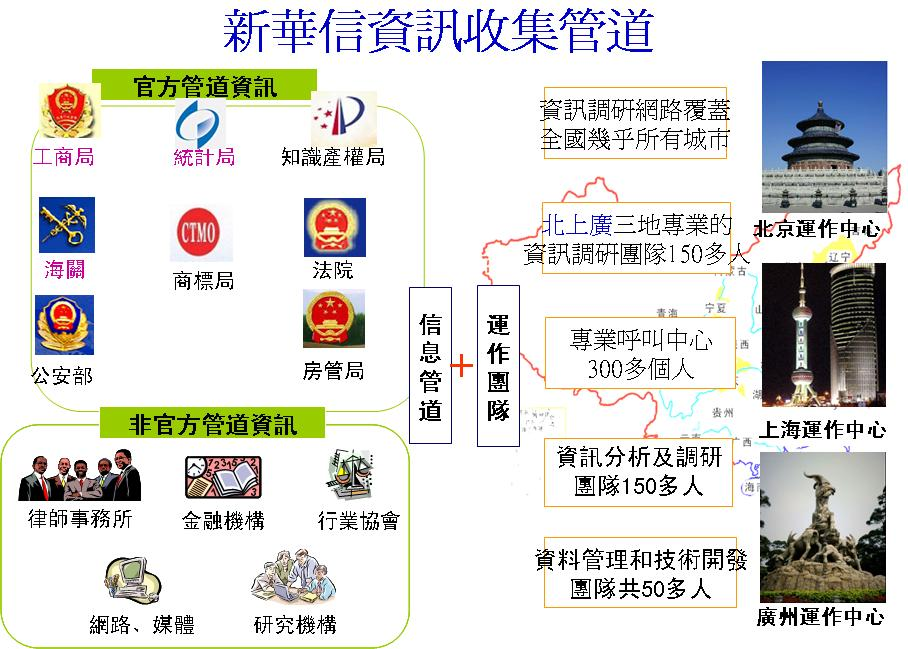 新華信資訊收集管道
官方管道資訊
工商局
統計局
知識產權局
海關
CTMO
商標局
法院
公安部
房管局
非官方管道資訊
律師事務所
金融機構
行業協會
網路、媒體
研究機構
信息管道
+
運作團隊
資訊調研網路覆蓋
全國幾乎所有城市
北上廣三地專業的
資訊調研團隊150多人
專業呼叫中心
300多個人
資訊分析及調研
團隊150多人
資料管理和技術開發
團隊共50多人
北京運作中心
上海運作中心
廣州運作中心
辽宁
青海
宁夏
贵州